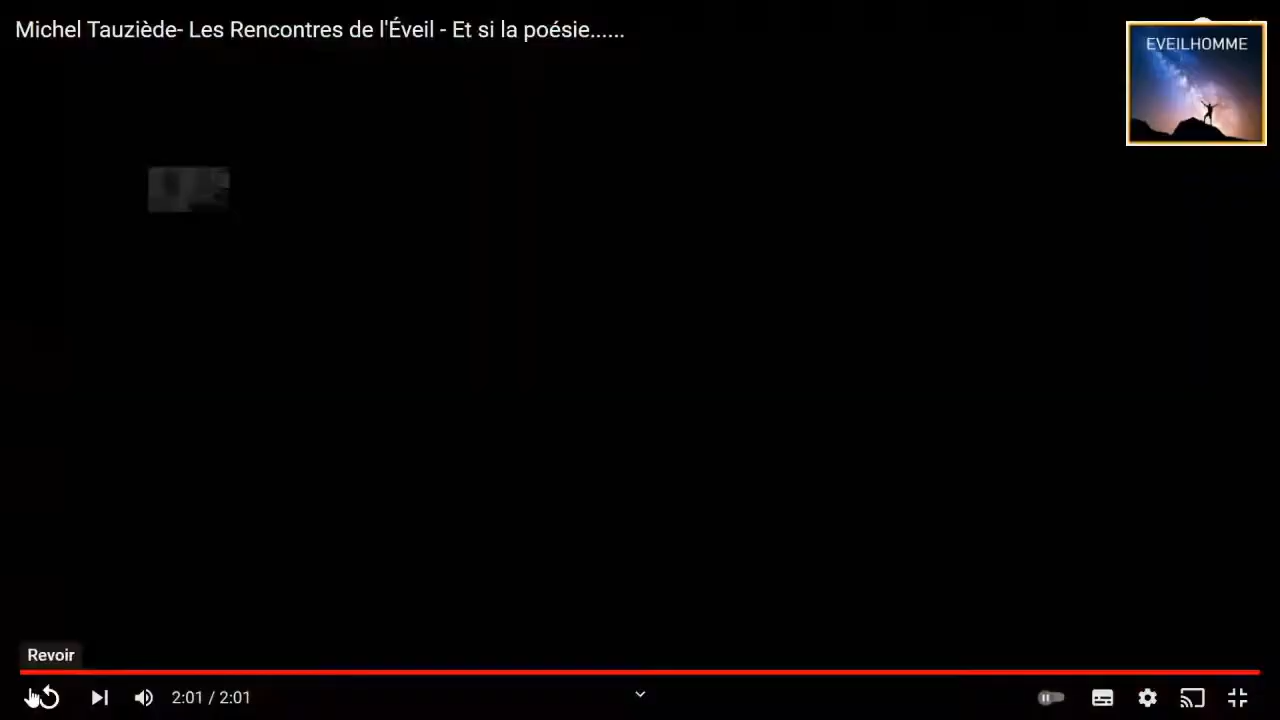 Michel Tauziède- Les Rencontres de l'Éveil - Et si la poésie......
EVEILHOMME
Revoir
2:01 / 2:01